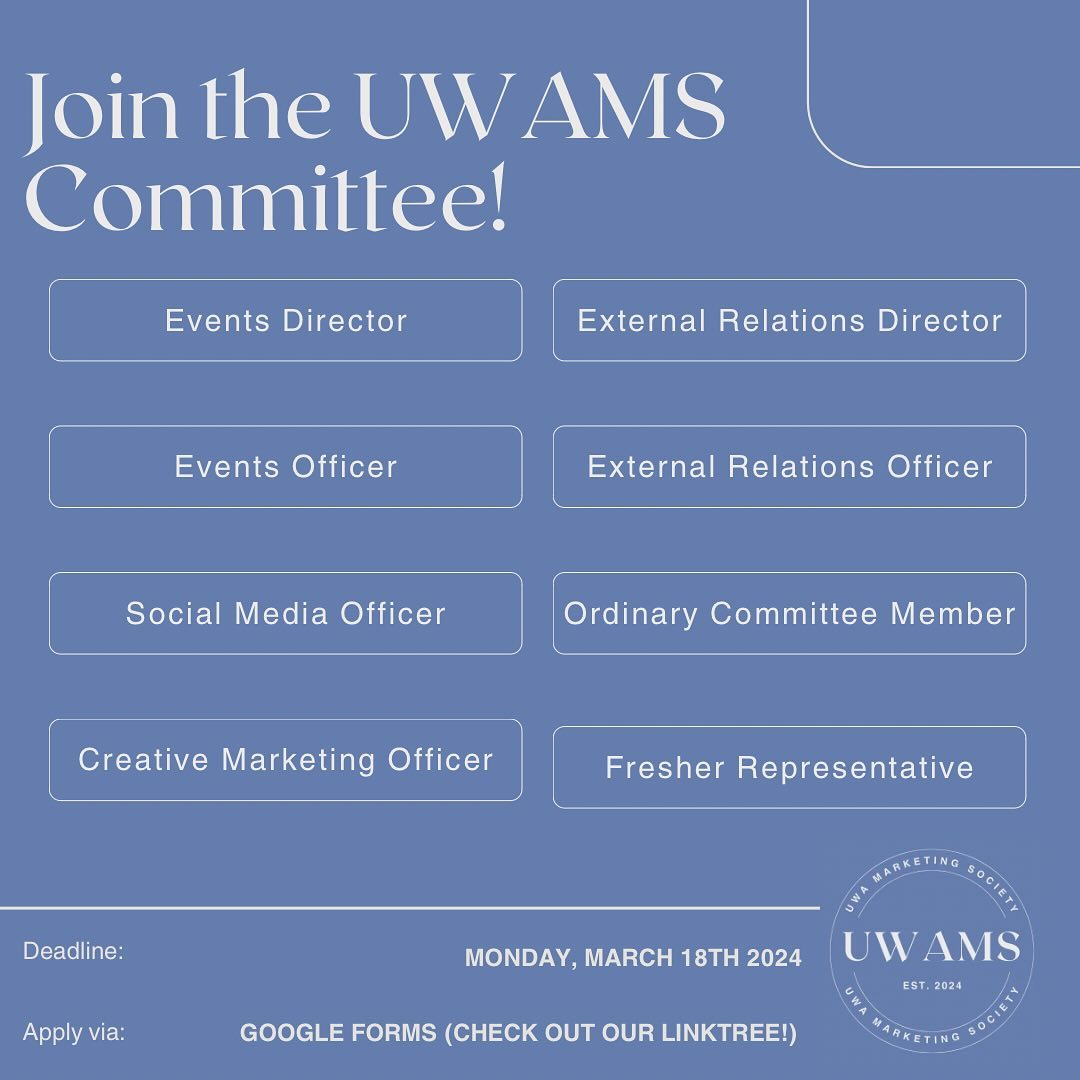 Join the UWAMS
Committee!
Events Director
External Relations Director
Events Officer
External Relations Officer
Social Media Officer
Ordinary Committee Member
Creative Marketing Officer
Fresher Representative
Deadline:
MONDAY, MARCH 18TH 2024
Apply via:
GOOGLE FORMS (CHECK OUT OUR LINKTREE!)
UWA MARKETING SOCIETY
UWAMS
EST. 2024
UWA MARKETING SOCIETY